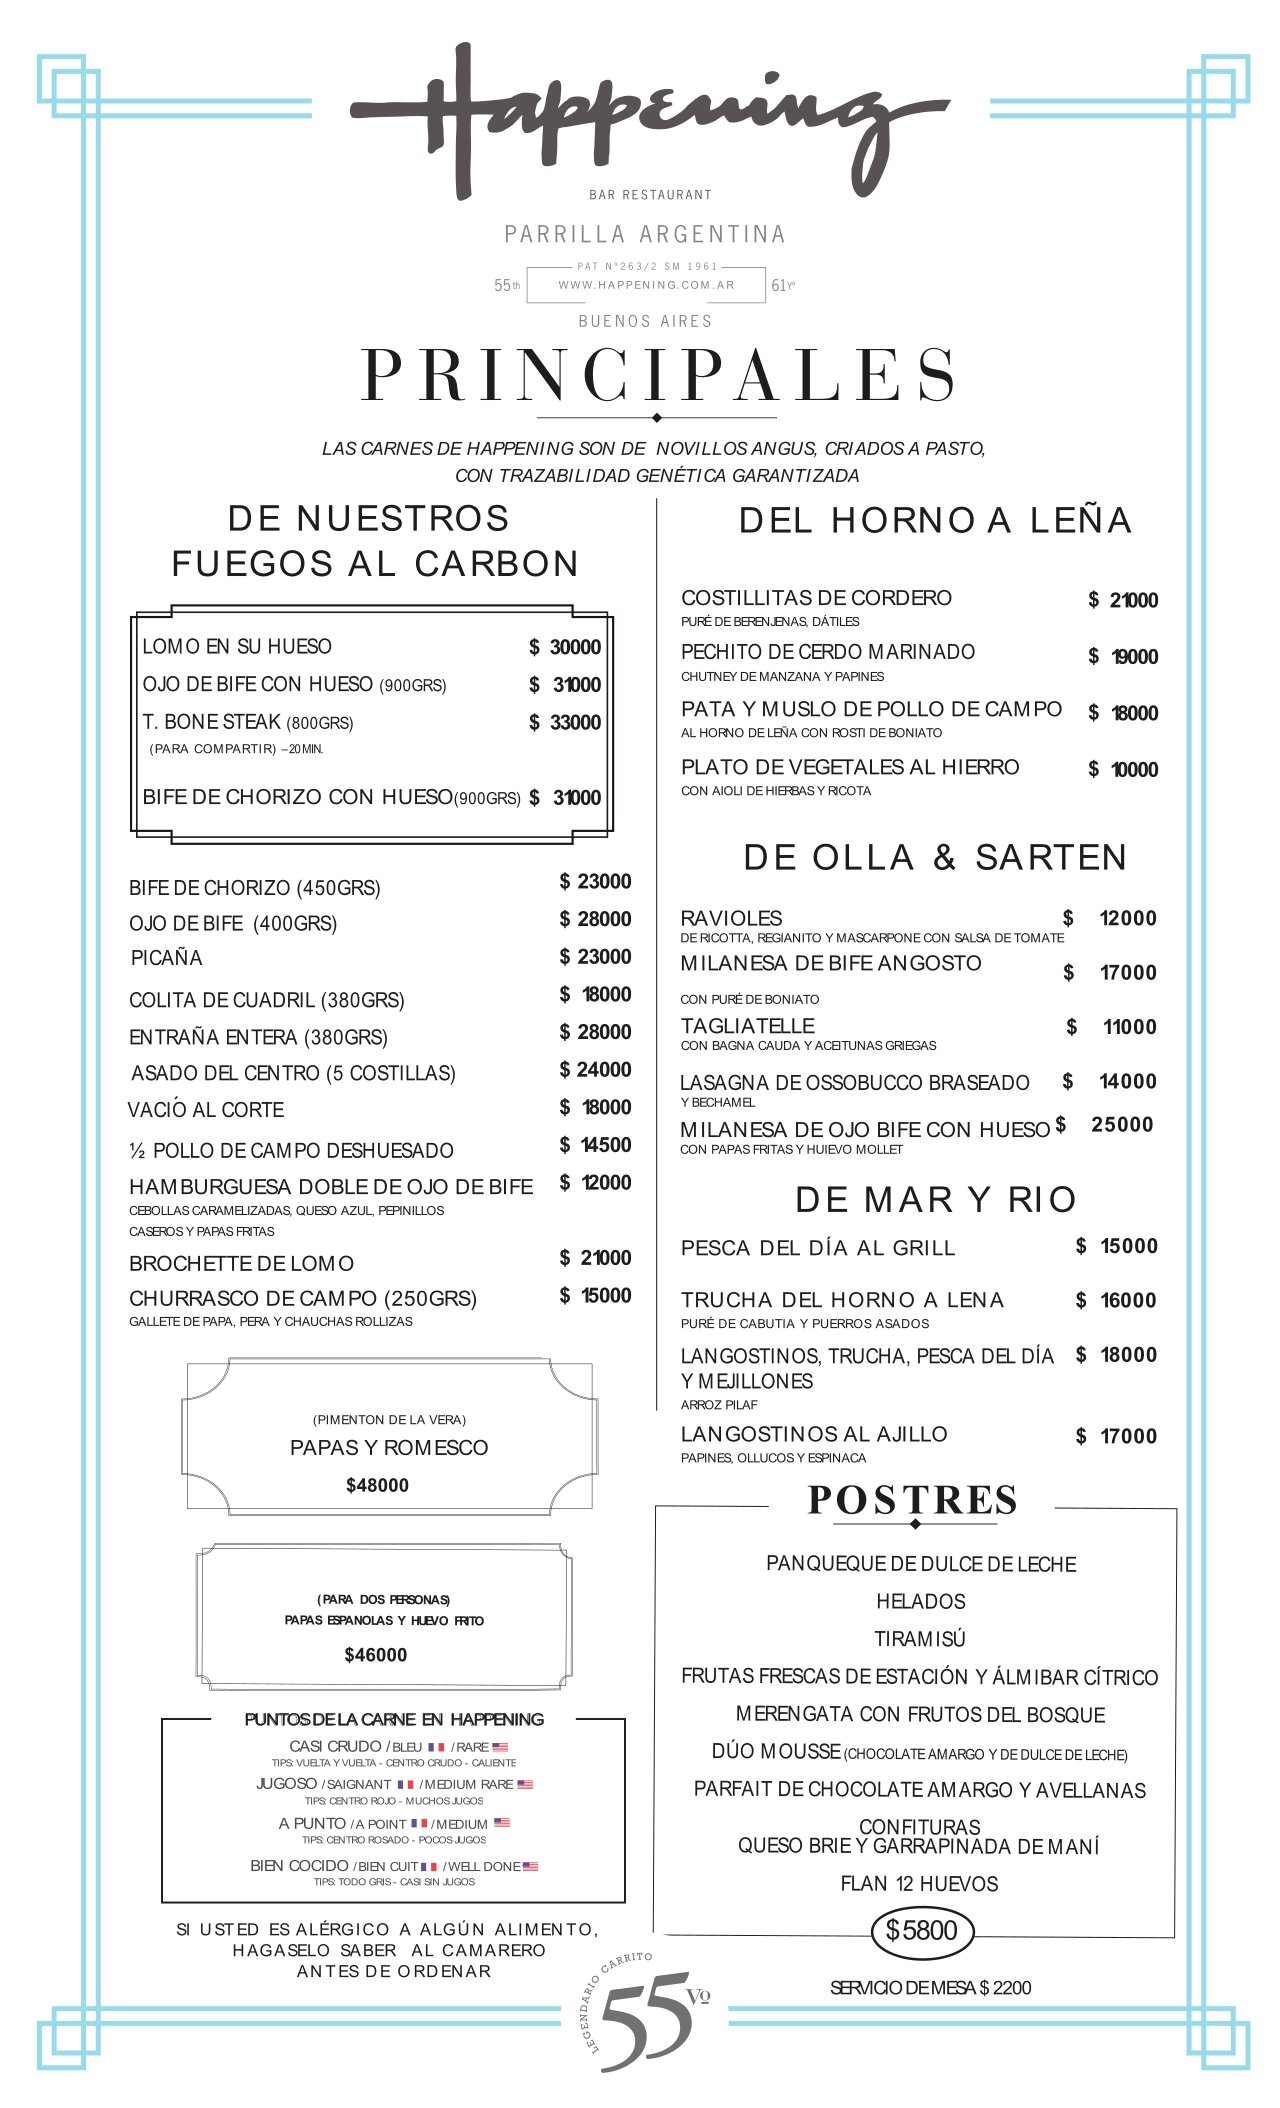 Happening
BAR RESTAURANT
PARRILLA ARGENTINA
PAT Nº263/2 SM 1961
55th WWW.HAPPENING.COM.AR 61Yº
BUENOS AIRES
PRINCIPALES
LAS CARNES DE HAPPENING SON DE NOVILLOS ANGUS, CRIADOS A PASTO,
CON TRAZABILIDAD GENÉTICA GARANTIZADA
DE NUESTROS
FUEGOS AL CARBON
LOMO EN SU HUESO $ 30000
OJO DE BIFE CON HUESO (900GRS) $ 31000
T. BONE STEAK (800GRS) $ 33000
(PARA COMPARTIR) –20MIN.
BIFE DE CHORIZO CON HUESO(900GRS) $ 31000
BIFE DE CHORIZO (450GRS) $ 23000
OJO DE BIFE (400GRS) $ 28000
PICAÑA $ 23000
COLITA DE CUADRIL (380GRS) $ 18000
ENTRAÑA ENTERA (380GRS) $ 28000
ASADO DEL CENTRO (5 COSTILLAS) $ 24000
VACIÓ AL CORTE $ 18000
½ POLLO DE CAMPO DESHUESADO $ 14500
HAMBURGUESA DOBLE DE OJO DE BIFE $ 12000
CEBOLLAS CARAMELIZADAS, QUESO AZUL, PEPINILLOS
CASEROS Y PAPAS FRITAS
BROCHETTE DE LOMO $ 21000
CHURRASCO DE CAMPO (250GRS) $ 15000
GALLETE DE PAPA, PERA Y CHAUCHAS ROLLIZAS
(PIMENTON DE LA VERA)
PAPAS Y ROMESCO
$48000
(PARA DOS PERSONAS)
PAPAS ESPANOLAS Y HUEVO FRITO
$46000
PUNTOS DE LA CARNE EN HAPPENING
CASI CRUDO / BLEU / RARE
TIPS: VUELTA Y VUELTA - CENTRO CRUDO - CALIENTE
JUGOSO / SAIGNANT / MEDIUM RARE
TIPS: CENTRO ROJO - MUCHOS JUGOS
A PUNTO / A POINT / MEDIUM
TIPS: CENTRO ROSADO - POCOS JUGOS
BIEN COCIDO / BIEN CUIT / WELL DONE
TIPS: TODO GRIS - CASI SIN JUGOS
SI USTED ES ALÉRGICO A ALGÚN ALIMENTO,
HAGASELO SABER AL CAMARERO
ANTES DE ORDENAR
DEL HORNO A LEÑA
COSTILLITAS DE CORDERO $ 21000
PURÉ DE BERENJENAS, DÁTILES
PECHITO DE CERDO MARINADO $ 19000
CHUTNEY DE MANZANA Y PAPINES
PATA Y MUSLO DE POLLO DE CAMPO $ 18000
AL HORNO DE LEÑA CON ROSTI DE BONIATO
PLATO DE VEGETALES AL HIERRO $ 10000
CON AIOLI DE HIERBAS Y RICOTA
DE OLLA & SARTEN
RAVIOLES $ 12000
DE RICOTTA, REGIANITO Y MASCARPONE CON SALSA DE TOMATE
MILANESA DE BIFE ANGOSTO $ 17000
CON PURÉ DE BONIATO
TAGLIATELLE $ 11000
CON BAGNA CAUDA Y ACEITUNAS GRIEGAS
LASAGNA DE OSSOBUCCO BRASEADO $ 14000
Y BECHAMEL
MILANESA DE OJO BIFE CON HUESO $ 25000
CON PAPAS FRITAS Y HUIEVO MOLLET
DE MAR Y RIO
PESCA DEL DÍA AL GRILL $ 15000
TRUCHA DEL HORNO A LENA $ 16000
PURÉ DE CABUTIA Y PUERROS ASADOS
LANGOSTINOS, TRUCHA, PESCA DEL DÍA $ 18000
Y MEJILLONES
ARROZ PILAF
LANGOSTINOS AL AJILLO $ 17000
PAPINES, OLLUCOS Y ESPINACA
POSTRES
PANQUEQUE DE DULCE DE LECHE
HELADOS
TIRAMISÚ
FRUTAS FRESCAS DE ESTACIÓN Y ÁLMIBAR CÍTRICO
MERENGATA CON FRUTOS DEL BOSQUE
DÚO MOUSSE (CHOCOLATE AMARGO Y DE DULCE DE LECHE)
PARFAIT DE CHOCOLATE AMARGO Y AVELLANAS
CONFITURAS
QUESO BRIE Y GARRAPINADA DE MANÍ
FLAN 12 HUEVOS
$5800
SERVICIO DE MESA $ 2200
LEGENDARIO CARRITO
55 Vº